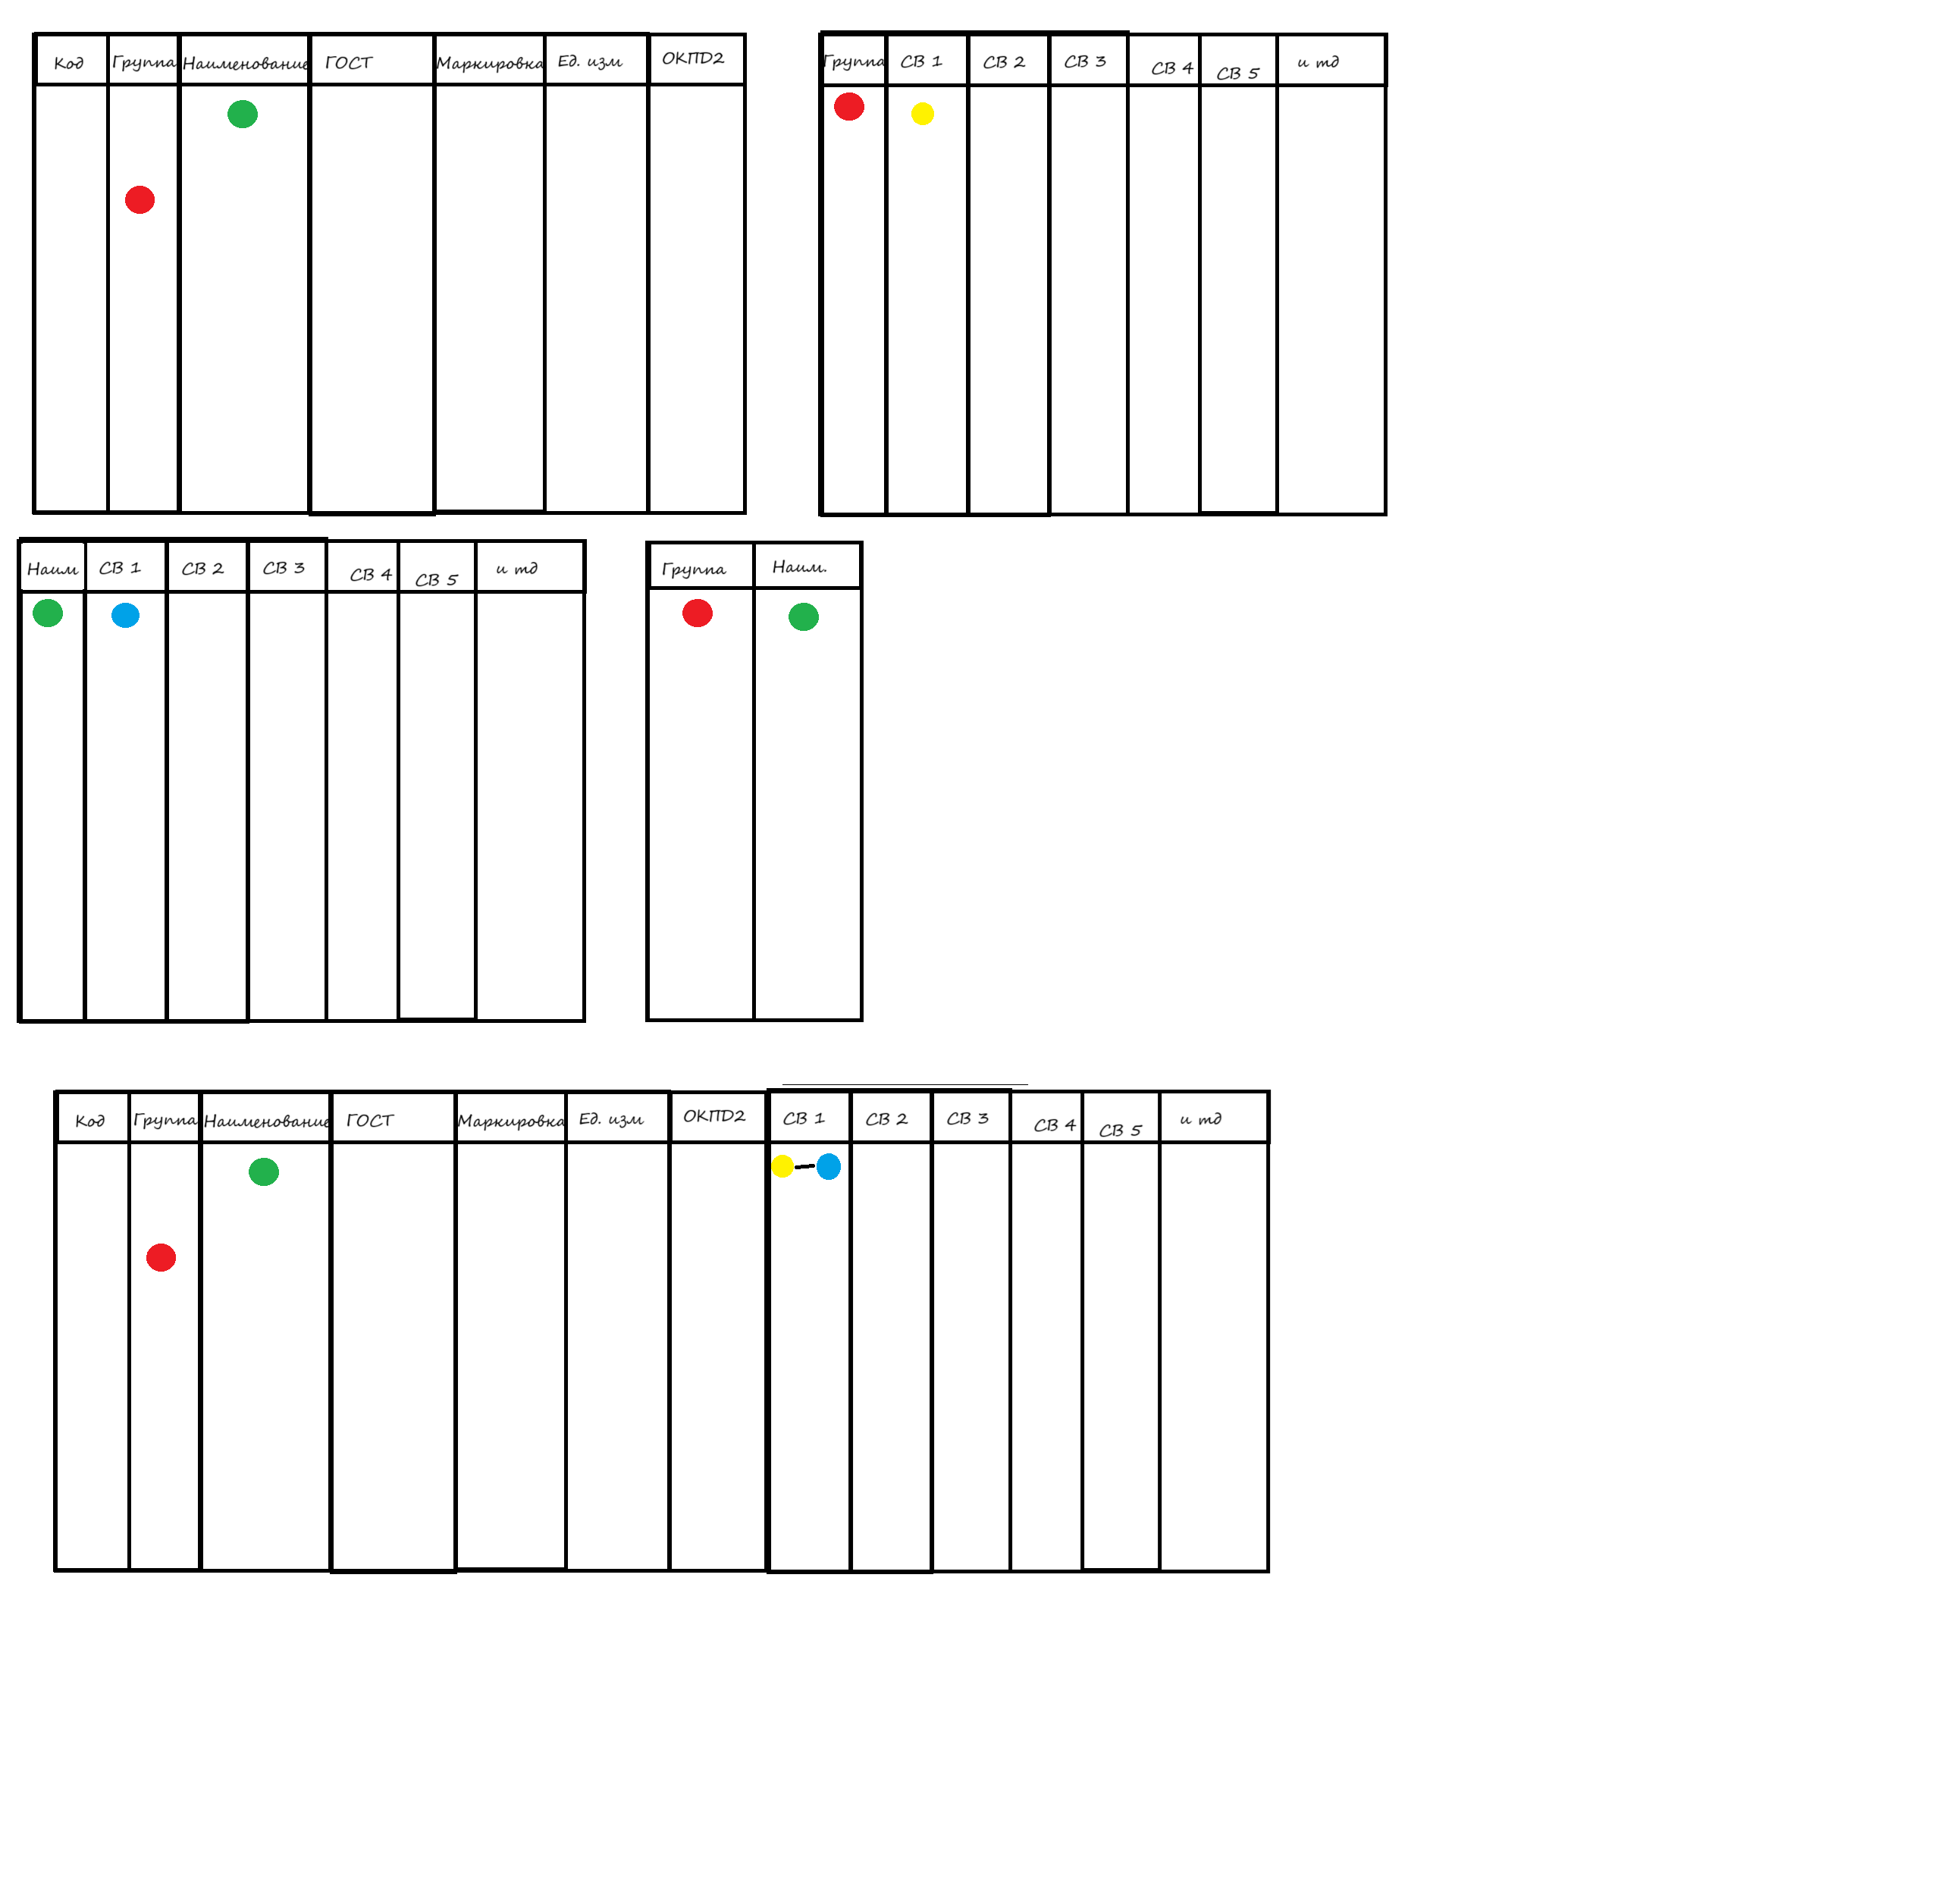 Код Группа Наименование ГОСТ Маркировка Ед. изм ОКПД2
Группа СВ 1 СВ 2 СВ 3 СВ 4 СВ 5 и тд
Наим СВ 1 СВ 2 СВ 3 СВ 4 СВ 5 и тд
Группа Наим.
Код Группа Наименование ГОСТ Маркировка Ед. изм ОКПД2 СВ 1 СВ 2 СВ 3 СВ 4 СВ 5 и тд